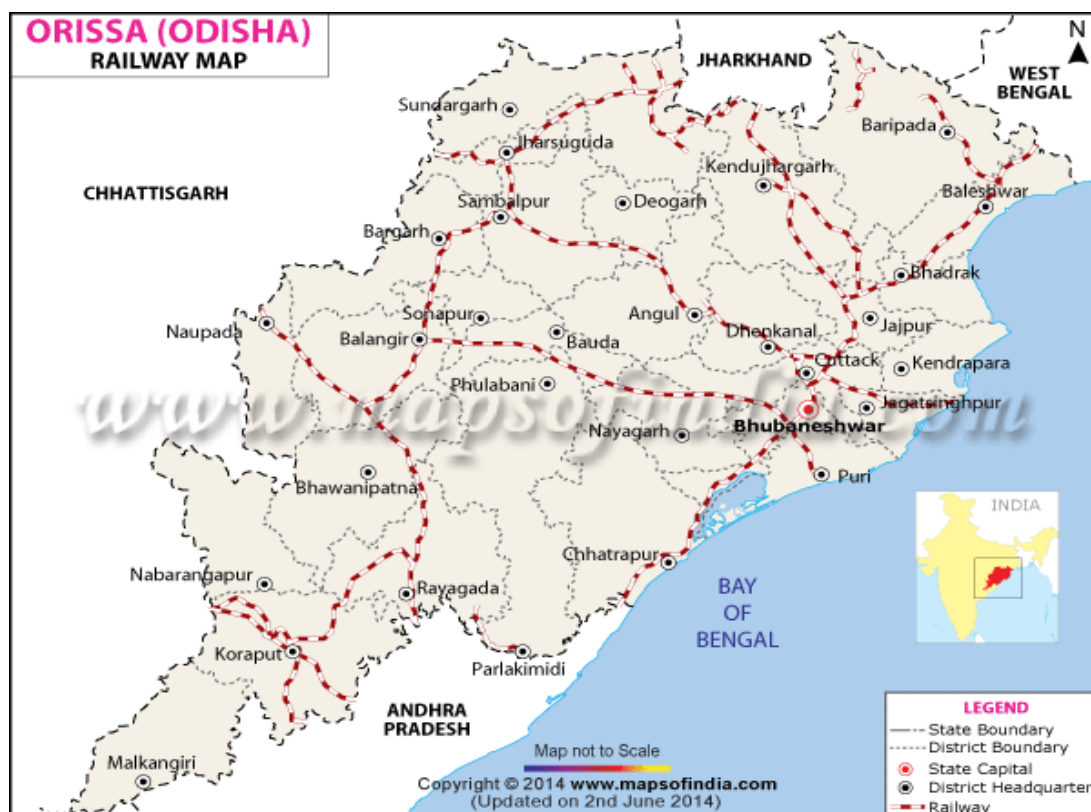 ORISSA (ODISHA)
RAILWAY MAP
N
JHARKHAND
WEST
BENGAL
Sundargarh
Baripada
Jharsuguda
Kendujhargarh
CHHATTISGARH
Deogarh
Baleshwar
Sambalpur
Bargarh
Bhadrak
Sonapur
Angul
Naupada
Balangir
Bauda
Dhenkanal
Jajpur
Cuttack
Kendrapara
Phulabani
www.mapsofindia.com
Jagatsinghpur
Nayagarh
Bhubaneshwar
Bhawanipatna
Puri
INDIA
Chhatrapur
Nabarangapur
Rayagada
BAY
OF
BENGAL
Koraput
Parlakimidi
ANDHRA
PRADESH
Malkangiri
LEGEND
State Boundary
District Boundary
State Capital
District Headquarter
Railway
Map not to Scale
Copyright © 2014 www.mapsofindia.com
(Updated on 2nd June 2014)